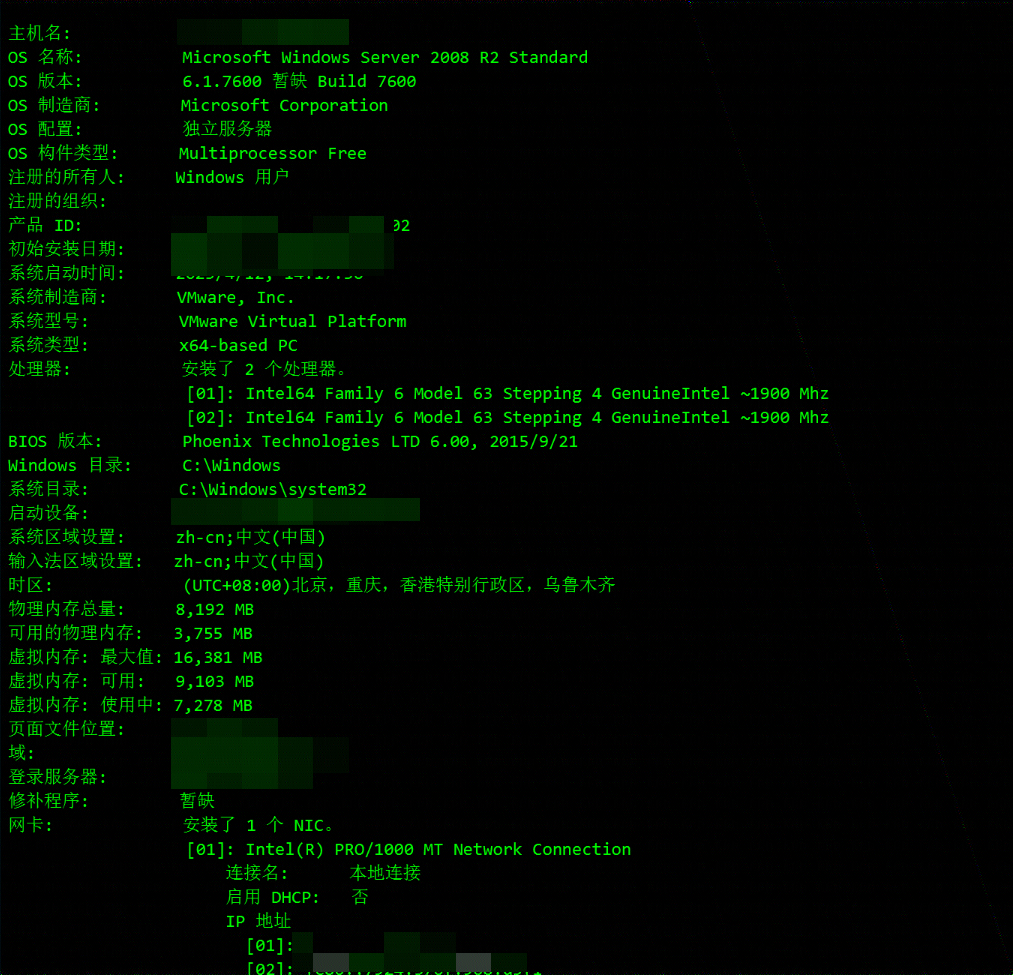 主机名:
OS 名称: Microsoft Windows Server 2008 R2 Standard
OS 版本: 6.1.7600 暂缺 Build 7600
OS 制造商: Microsoft Corporation
OS 配置: 独立服务器
OS 构件类型: Multiprocessor Free
注册的所有人: Windows 用户
注册的组织:
产品 ID: 02
初始安装日期:
系统启动时间:
系统制造商: VMware, Inc.
系统型号: VMware Virtual Platform
系统类型: x64-based PC
处理器: 安装了 2 个处理器。
[01]: Intel64 Family 6 Model 63 Stepping 4 GenuineIntel ~1900 Mhz
[02]: Intel64 Family 6 Model 63 Stepping 4 GenuineIntel ~1900 Mhz
BIOS 版本: Phoenix Technologies LTD 6.00, 2015/9/21
Windows 目录: C:\Windows
系统目录: C:\Windows\system32
启动设备:
系统区域设置: zh-cn;中文(中国)
输入法区域设置: zh-cn;中文(中国)
时区: (UTC+08:00)北京，重庆，香港特别行政区，乌鲁木齐
物理内存总量: 8,192 MB
可用的物理内存: 3,755 MB
虚拟内存: 最大值: 16,381 MB
虚拟内存: 可用: 9,103 MB
虚拟内存: 使用中: 7,278 MB
页面文件位置:
域:
登录服务器:
修补程序: 暂缺
网卡: 安装了 1 个 NIC。
[01]: Intel(R) PRO/1000 MT Network Connection
连接名: 本地连接
启用 DHCP: 否
IP 地址
[01]:
[02]: